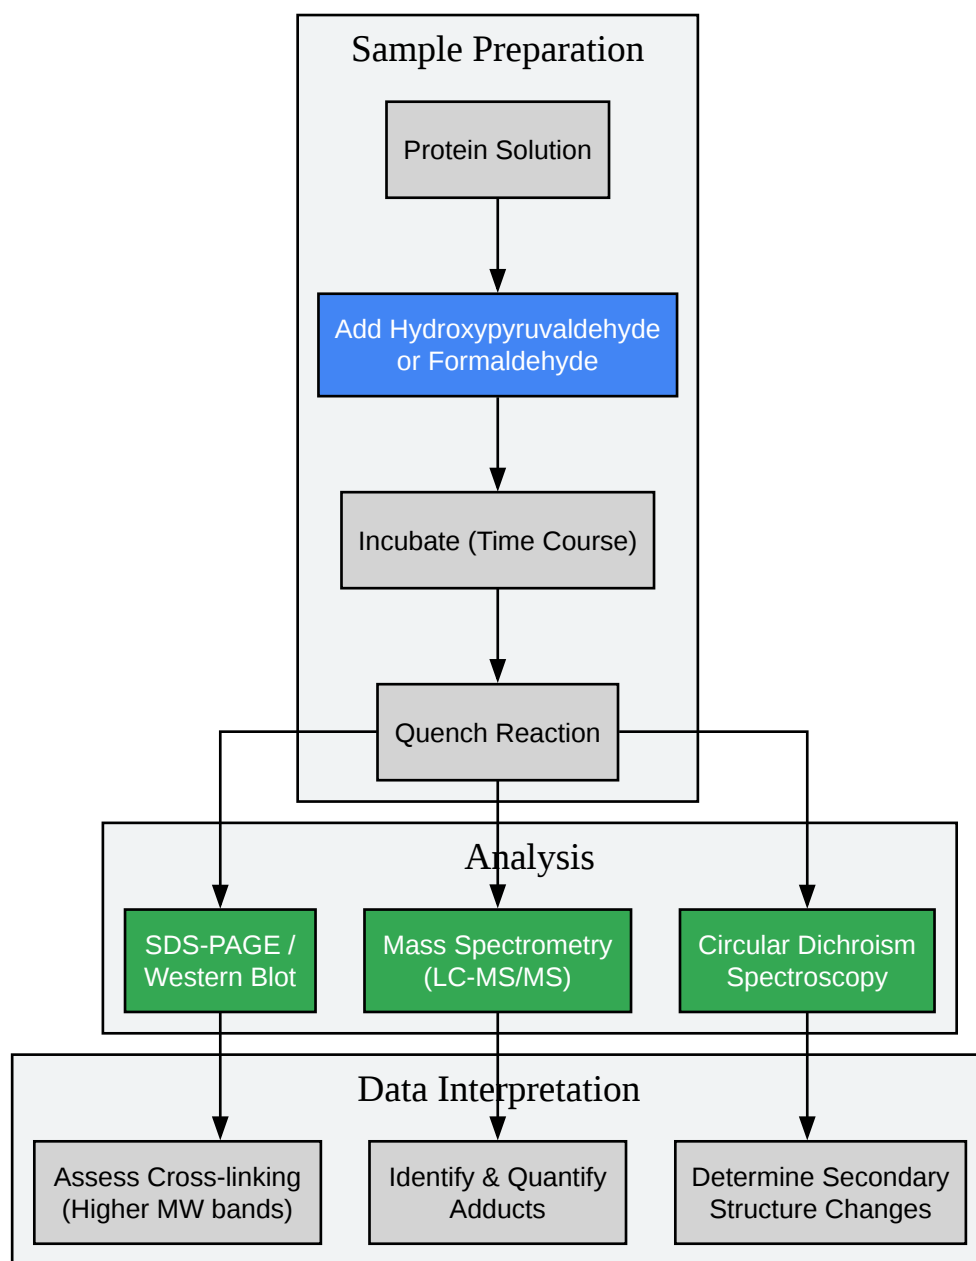 Sample Preparation
Protein Solution
Add Hydroxypyruvaldehyde
or Formaldehyde
Incubate (Time Course)
Quench Reaction
Analysis
SDS-PAGE /
Western Blot
Mass Spectrometry
(LC-MS/MS)
Circular Dichroism
Spectroscopy
Data Interpretation
Assess Cross-linking
(Higher MW bands)
Identify & Quantify
Adducts
Determine Secondary
Structure Changes